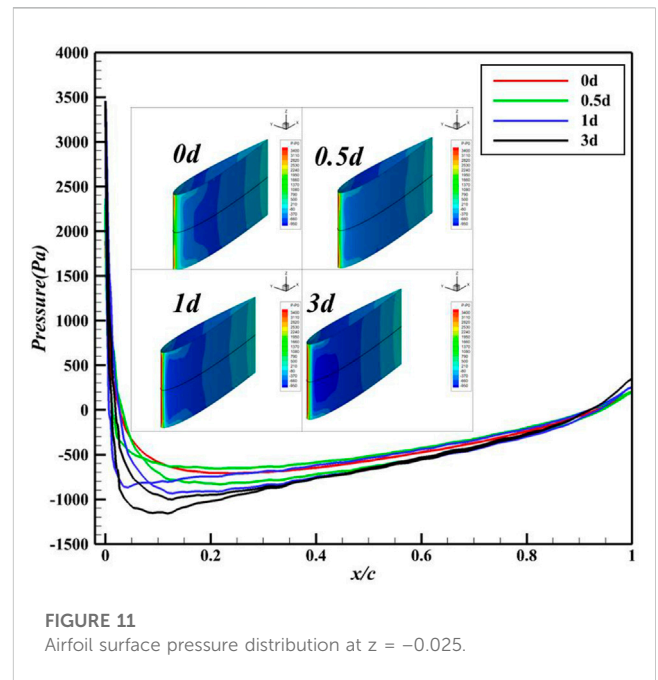 4000
3500
3000
2500
2000
1500
1000
500
0
-500
-1000
-1500
Pressure(Pa)
0d
0.5d
1d
3d
0d
0.5d
1d
3d
0
0.2
0.4
0.6
0.8
1
x/c
FIGURE 11
Airfoil surface pressure distribution at z = −0.025.